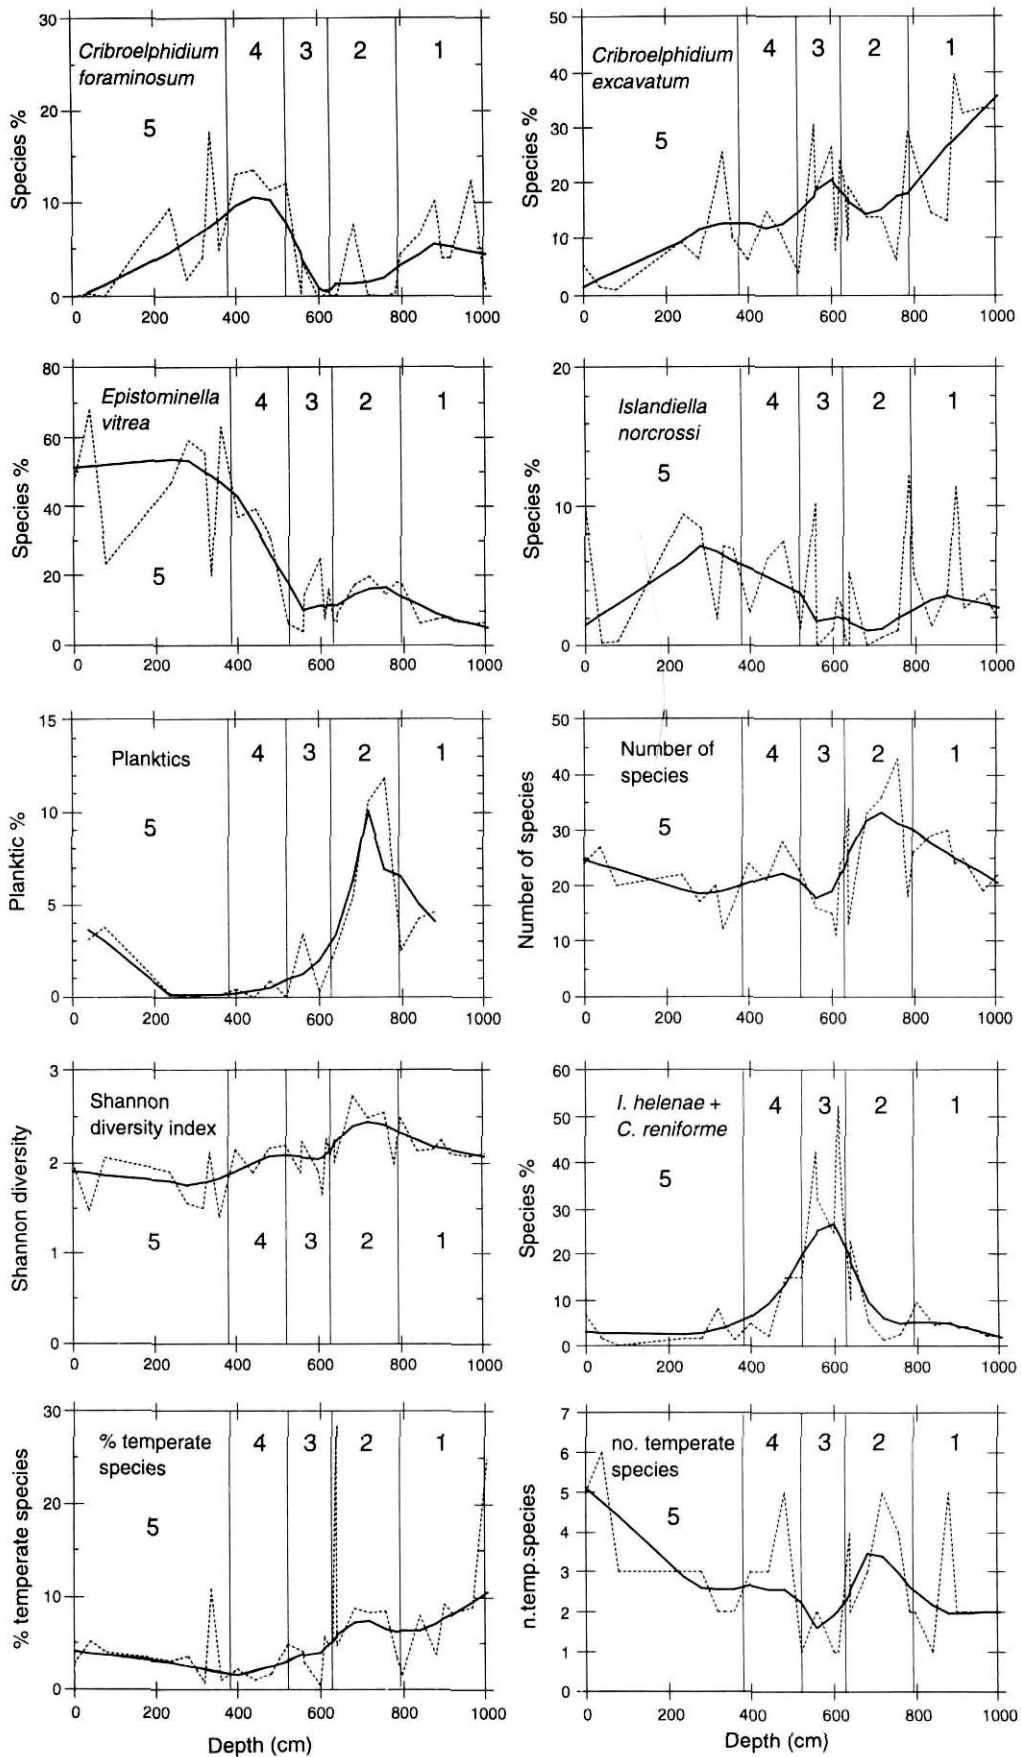 Cribroelphidium
foraminosum
4 3 2 1
5
Species %
30
20
10
0
0 200 400 600 800 1000
Cribroelphidium
excavatum
4 3 2 1
5
Species %
50
40
30
20
10
0
0 200 400 600 800 1000
Epistominella
vitrea
4 3 2 1
5
Species %
80
60
40
20
0
0 200 400 600 800 1000
Islandiella
norcrossi
4 3 2 1
5
Species %
20
10
0
0 200 400 600 800 1000
Planktics
4 3 2 1
5
Planktic %
15
10
5
0
0 200 400 600 800 1000
Number of
species
4 3 2 1
5
Number of species
50
40
30
20
10
0
0 200 400 600 800 1000
Shannon
diversity index
5 4 3 2 1
Shannon diversity
3
2
1
0
0 200 400 600 800 1000
I. helenae +
C. reniforme
4 3 2 1
5
Species %
60
50
40
30
20
10
0
0 200 400 600 800 1000
% temperate
species
4 3 2 1
5
% temperate species
30
20
10
0
0 200 400 600 800 1000
Depth (cm)
no. temperate
species
4 3 2 1
5
n.temp.species
7
6
5
4
3
2
1
0
0 200 400 600 800 1000
Depth (cm)